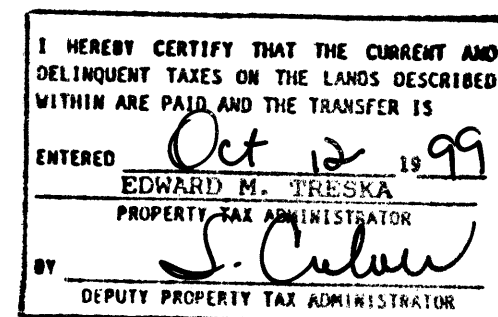 I HEREBY CERTIFY THAT THE CURRENT AND
DELINQUENT TAXES ON THE LANDS DESCRIBED
WITHIN ARE PAID AND THE TRANSFER IS
ENTERED Oct 12 1999
EDWARD M. TRESKA
PROPERTY TAX ADMINISTRATOR
BY S.
DEPUTY PROPERTY TAX ADMINISTRATOR